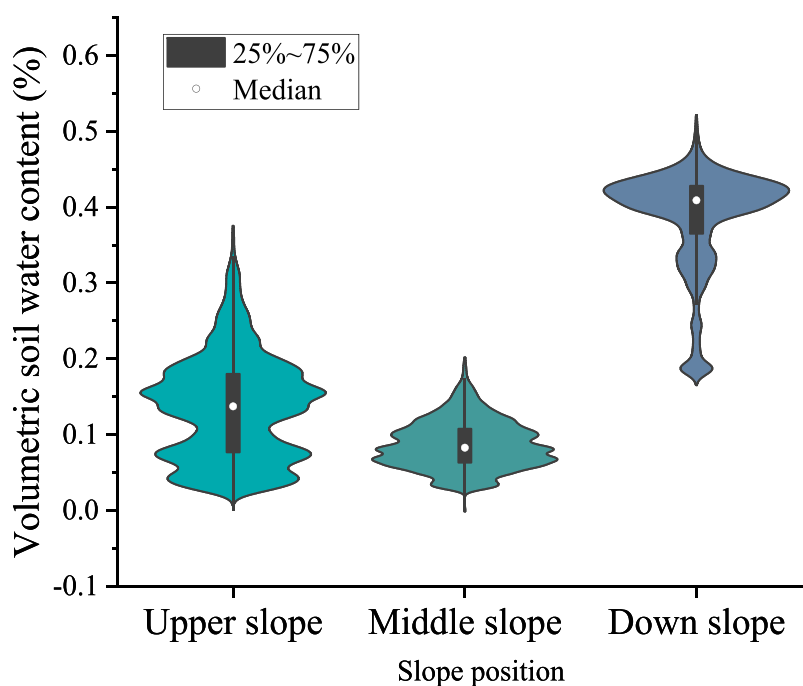 25%~75%
Median
Volumetric soil water content (%)
0.6
0.5
0.4
0.3
0.2
0.1
0.0
-0.1
Upper slope
Middle slope
Down slope
Slope position